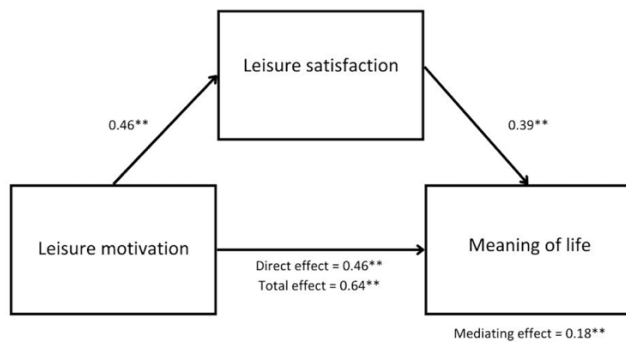 Leisure satisfaction
0.46**
0.39**
Leisure motivation
Meaning of life
Direct effect = 0.46**
Total effect = 0.64**
Mediating effect = 0.18**